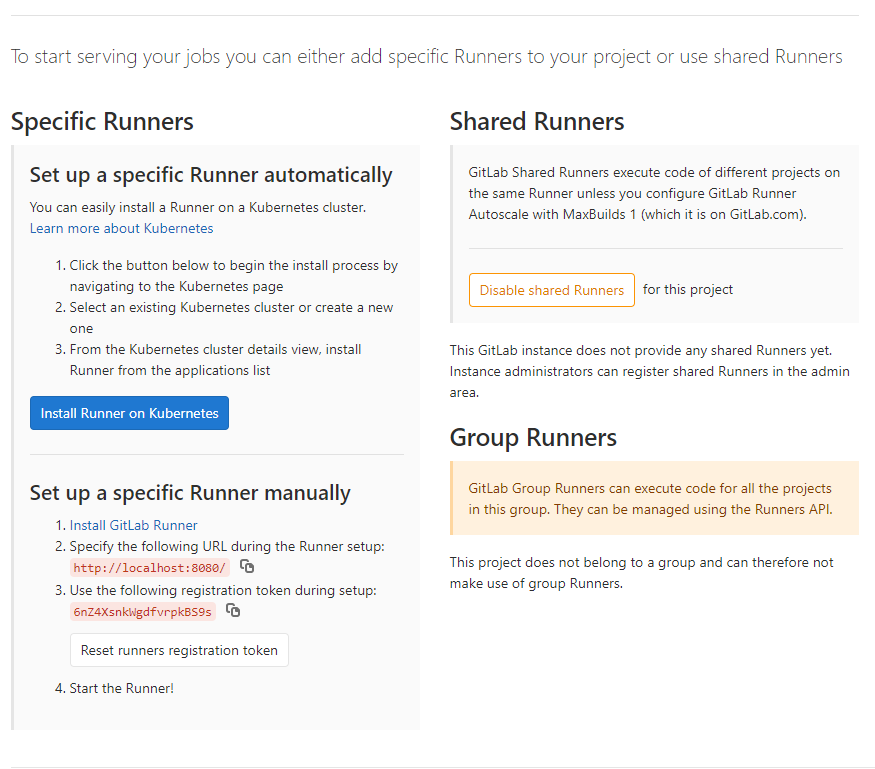 To start serving your jobs you can either add specific Runners to your project or use shared Runners
Specific Runners
Set up a specific Runner automatically
You can easily install a Runner on a Kubernetes cluster.
Learn more about Kubernetes
1. Click the button below to begin the install process by
navigating to the Kubernetes page
2. Select an existing Kubernetes cluster or create a new
one
3. From the Kubernetes cluster details view, install
Runner from the applications list
Install Runner on Kubernetes
Set up a specific Runner manually
1. Install GitLab Runner
2. Specify the following URL during the Runner setup:
http://localhost:8080/
3. Use the following registration token during setup:
6nZ4XsnkWgdfvrpkBS9s
Reset runners registration token
4. Start the Runner!
Shared Runners
GitLab Shared Runners execute code of different projects on
the same Runner unless you configure GitLab Runner
Autoscale with MaxBuilds 1 (which it is on GitLab.com).
Disable shared Runners for this project
This GitLab instance does not provide any shared Runners yet.
Instance administrators can register shared Runners in the admin
area.
Group Runners
GitLab Group Runners can execute code for all the projects
in this group. They can be managed using the Runners API.
This project does not belong to a group and can therefore not
make use of group Runners.